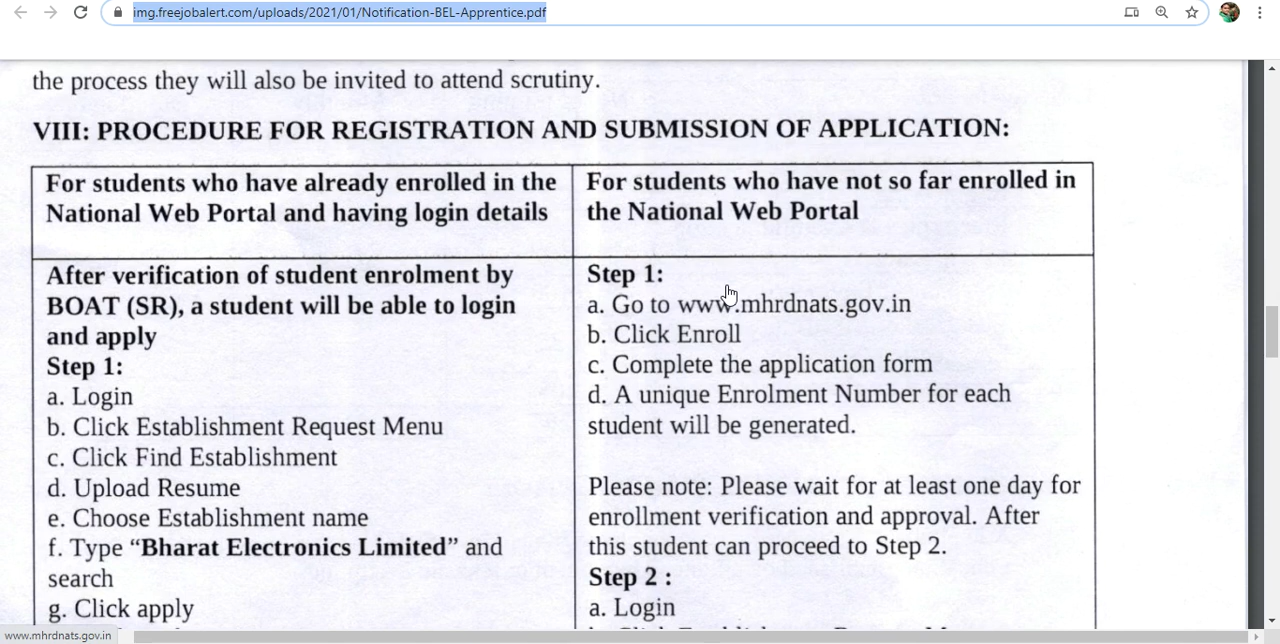 img.freejobalert.com/uploads/2021/01/Notification-BEL-Apprentice.pdf
the process they will also be invited to attend scrutiny.
VIII: PROCEDURE FOR REGISTRATION AND SUBMISSION OF APPLICATION:
For students who have already enrolled in the
National Web Portal and having login details
For students who have not so far enrolled in
the National Web Portal
After verification of student enrolment by
BOAT (SR), a student will be able to login
and apply
Step 1:
a. Login
b. Click Establishment Request Menu
c. Click Find Establishment
d. Upload Resume
e. Choose Establishment name
f. Type “Bharat Electronics Limited” and
search
g. Click apply
Step 1:
a. Go to www.mhrdnats.gov.in
b. Click Enroll
c. Complete the application form
d. A unique Enrolment Number for each
student will be generated.
Please note: Please wait for at least one day for
enrollment verification and approval. After
this student can proceed to Step 2.
Step 2 :
a. Login
www.mhrdnats.gov.in